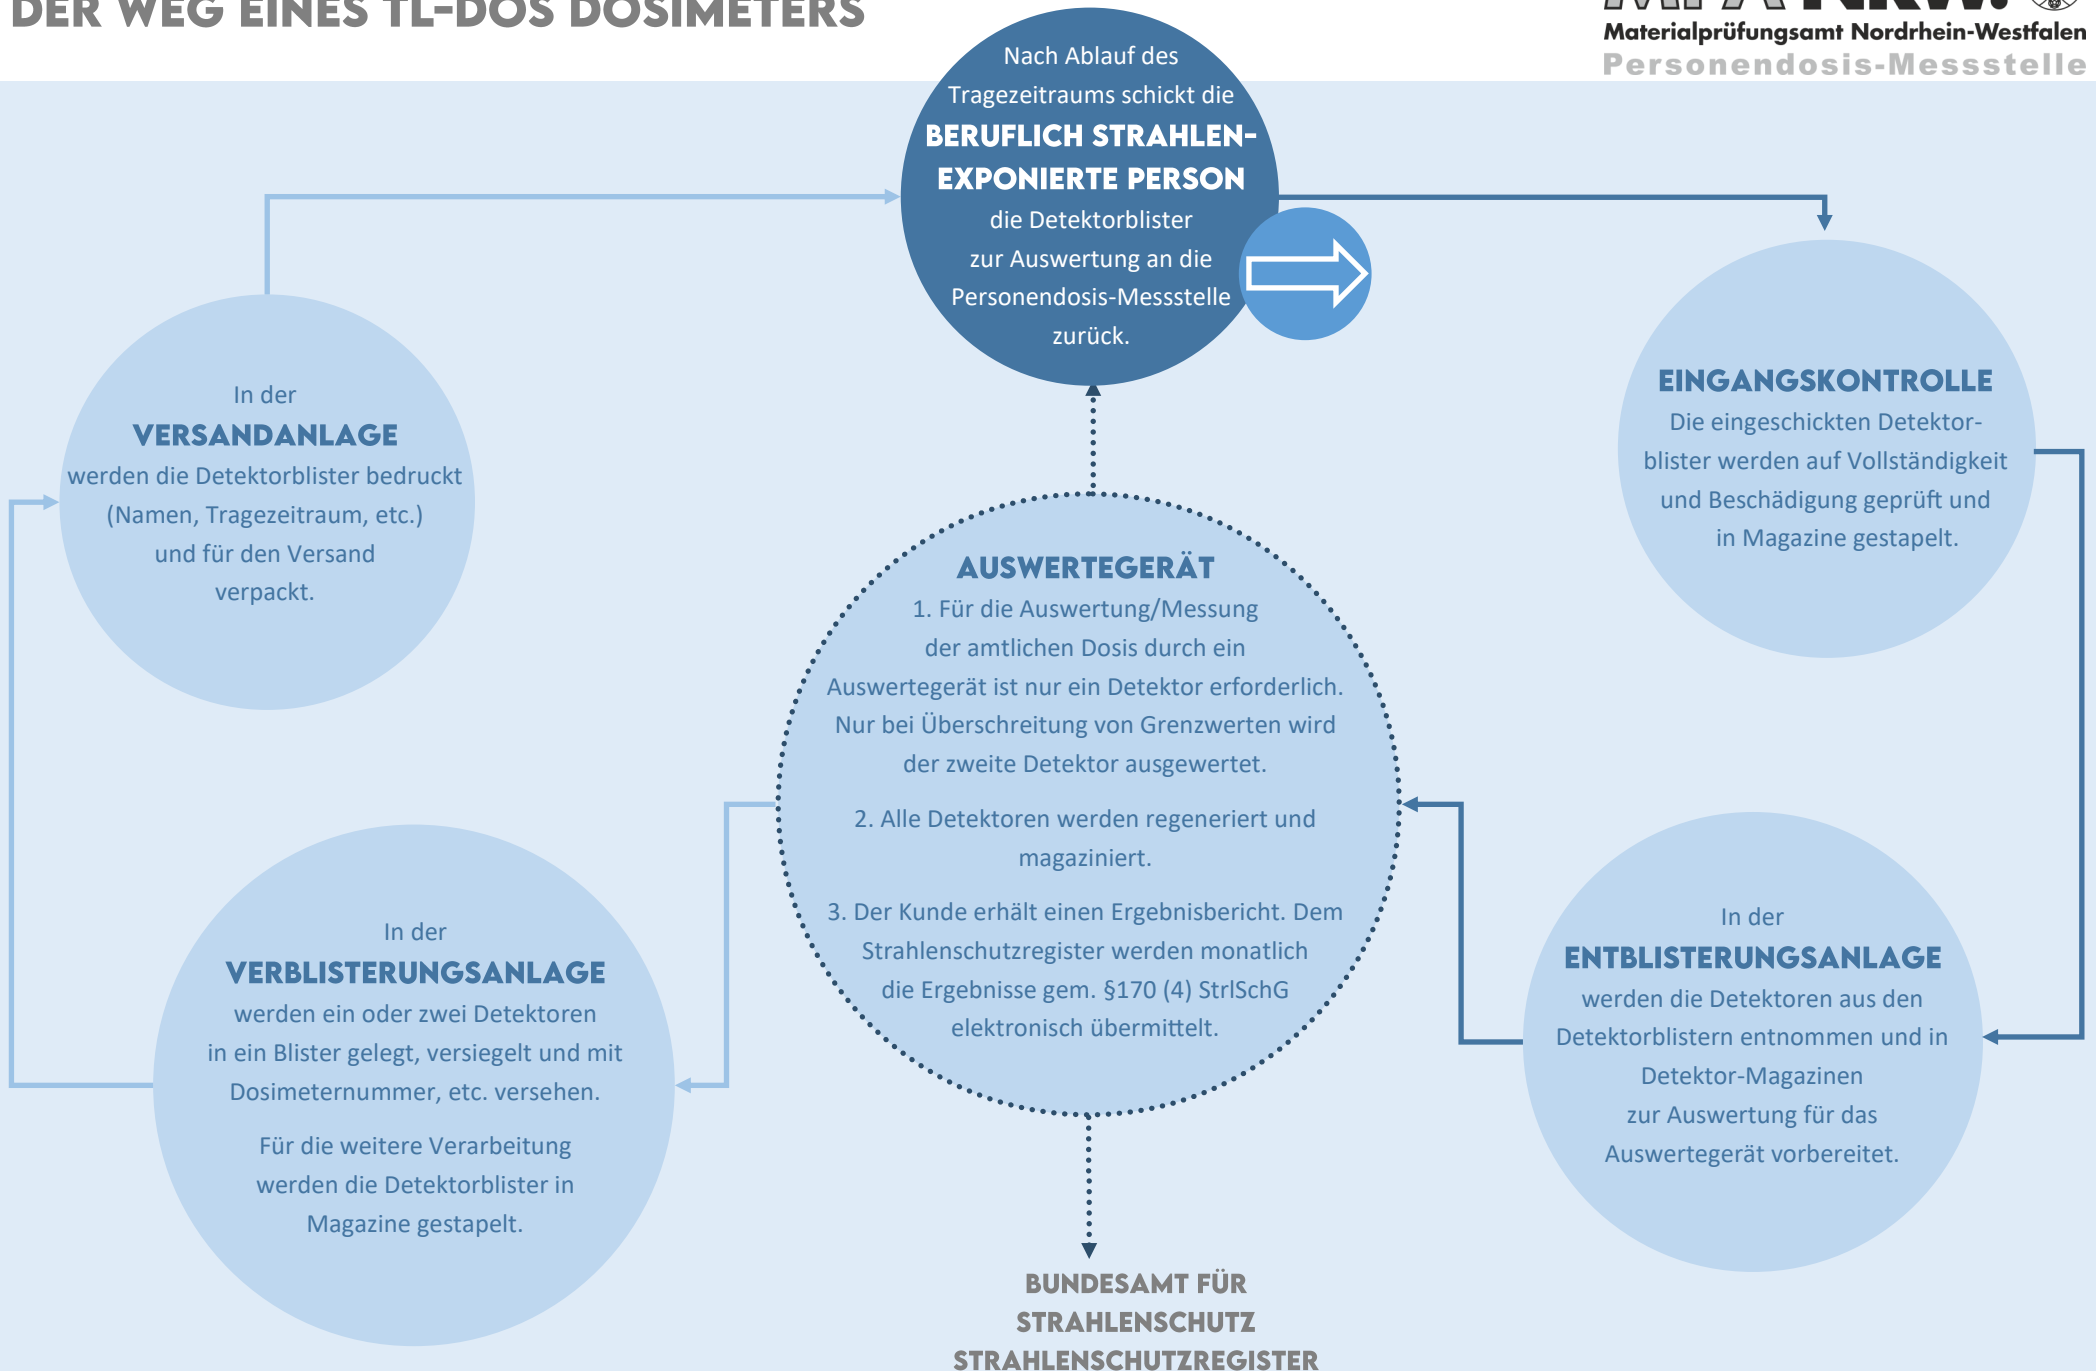 DER WEG EINES TL-DOS DOSIMETERS
MPA NRW.
Materialprüfungsamt Nordrhein-Westfalen
Personendosis-Messstelle
Nach Ablauf des
Tragezeitraums schickt die
BERUFLICH STRAHLEN-
EXPONIERTE PERSON
die Detektorblister
zur Auswertung an die
Personendosis-Messstelle
zurück.
EINGANGSKONTROLLE
Die eingeschickten Detektor-
blister werden auf Vollständigkeit
und Beschädigung geprüft und
in Magazine gestapelt.
In der
ENTBLISTERUNGSANLAGE
werden die Detektoren aus den
Detektorblistern entnommen und in
Detektor-Magazinen
zur Auswertung für das
Auswertegerät vorbereitet.
AUSWERTEGERÄT
1. Für die Auswertung/Messung
der amtlichen Dosis durch ein
Auswertegerät ist nur ein Detektor erforderlich.
Nur bei Überschreitung von Grenzwerten wird
der zweite Detektor ausgewertet.
2. Alle Detektoren werden regeneriert und
magaziniert.
3. Der Kunde erhält einen Ergebnisbericht. Dem
Strahlenschutzregister werden monatlich
die Ergebnisse gem. §170 (4) StrlSchG
elektronisch übermittelt.
In der
VERBLISTERUNGSANLAGE
werden ein oder zwei Detektoren
in ein Blister gelegt, versiegelt und mit
Dosimeternummer, etc. versehen.
Für die weitere Verarbeitung
werden die Detektorblister in
Magazine gestapelt.
In der
VERSANDANLAGE
werden die Detektorblister bedruckt
(Namen, Tragezeitraum, etc.)
und für den Versand
verpackt.
BUNDESAMT FÜR
STRAHLENSCHUTZ
STRAHLENSCHUTZREGISTER